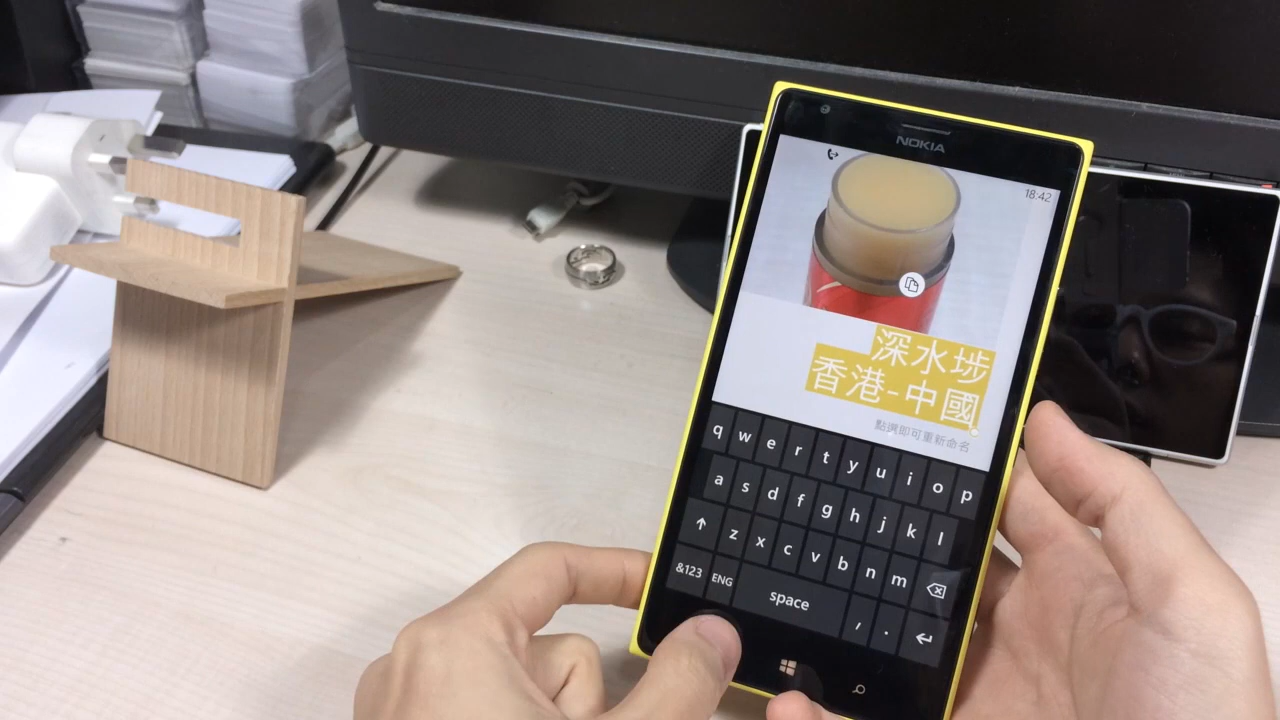 NOKIA
18:42
深水埗
香港-中國
點選即可重新命名
q w e r t y u i o p
a s d f g h j k l
z x c v b n m
&123 ENG space , .